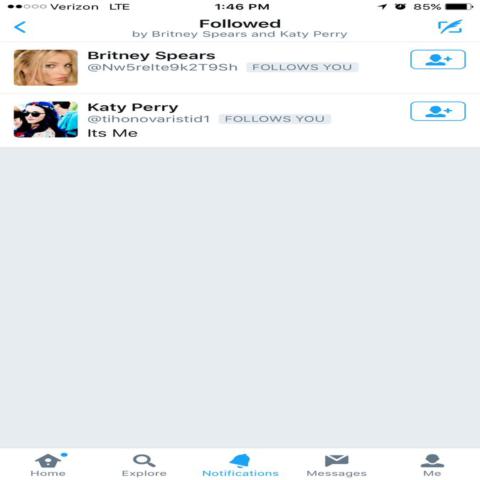 Verizon LTE 1:46 PM 85%
Followed
by Britney Spears and Katy Perry
Britney Spears
@Nw5relte9k2T9Sh FOLLOWS YOU
Katy Perry
@tihonovaristid1 FOLLOWS YOU
Its Me
Home Explore Notifications Messages Me